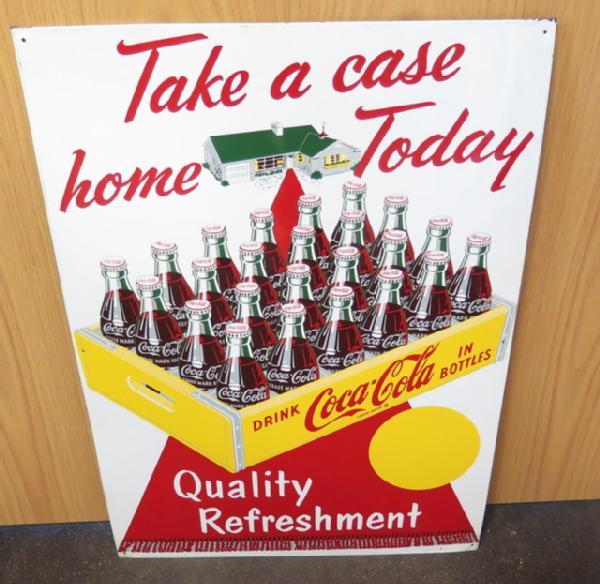 Take a case
home Today
DRINK Coca-Cola IN BOTTLES
Quality
Refreshment